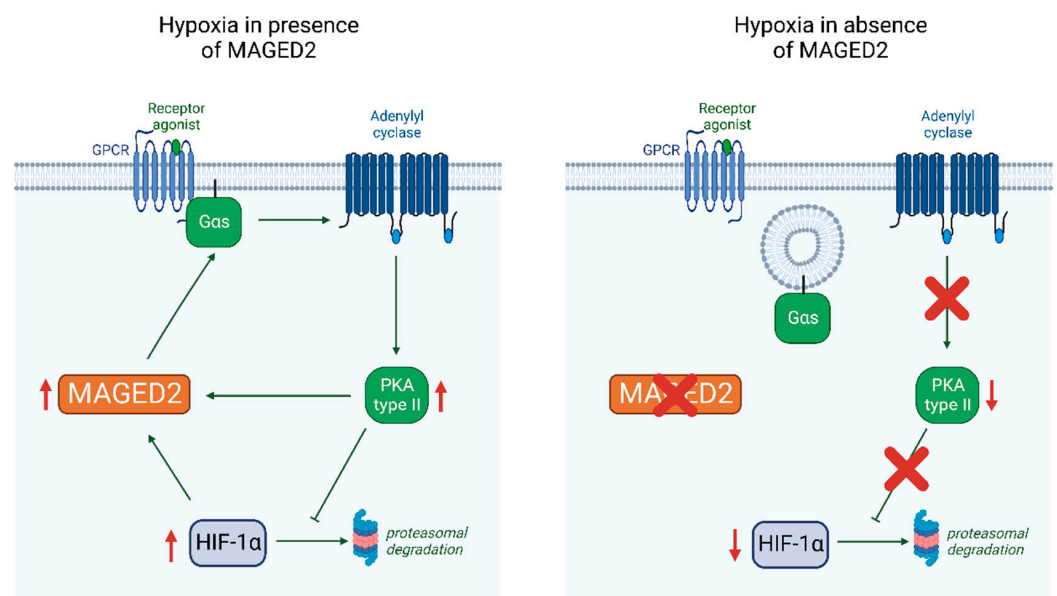 Hypoxia in presence
of MAGED2
Receptor
agonist
GPCR
Adenylyl
cyclase
Gαs
MAGED2
PKA
type II
HIF-1α
proteasomal
degradation
Hypoxia in absence
of MAGED2
Receptor
agonist
GPCR
Adenylyl
cyclase
Gαs
MAGED2
PKA
type II
HIF-1α
proteasomal
degradation